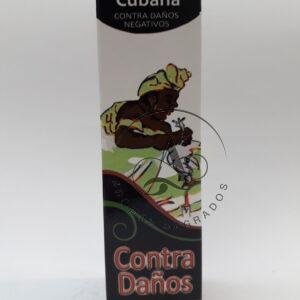 Cubana
CONTRA DAÑOS
NEGATIVOS
Contra
Daños